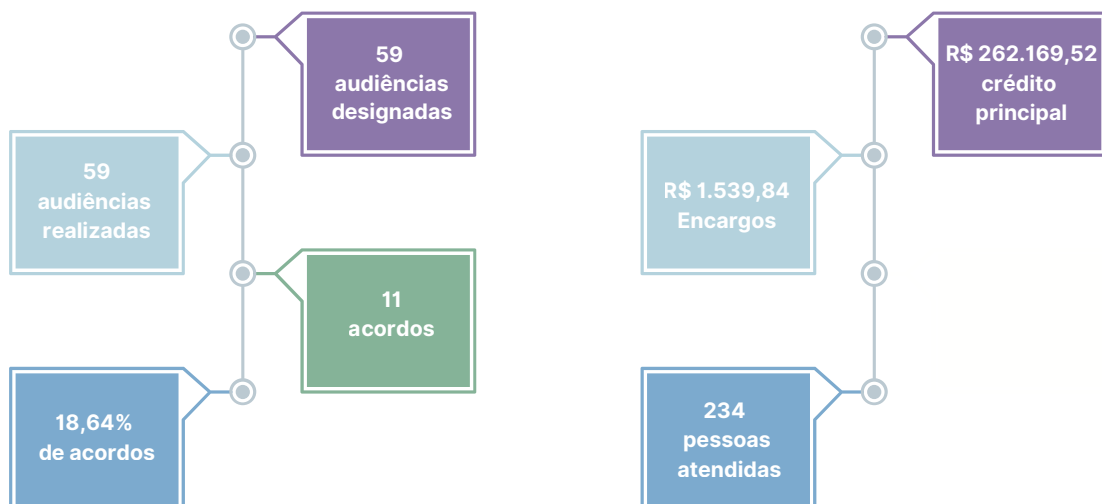 59
audiências
designadas
59
audiências
realizadas
11
acordos
18,64%
de acordos
R$ 262.169,52
crédito
principal
R$ 1.539,84
Encargos
234
pessoas
atendidas